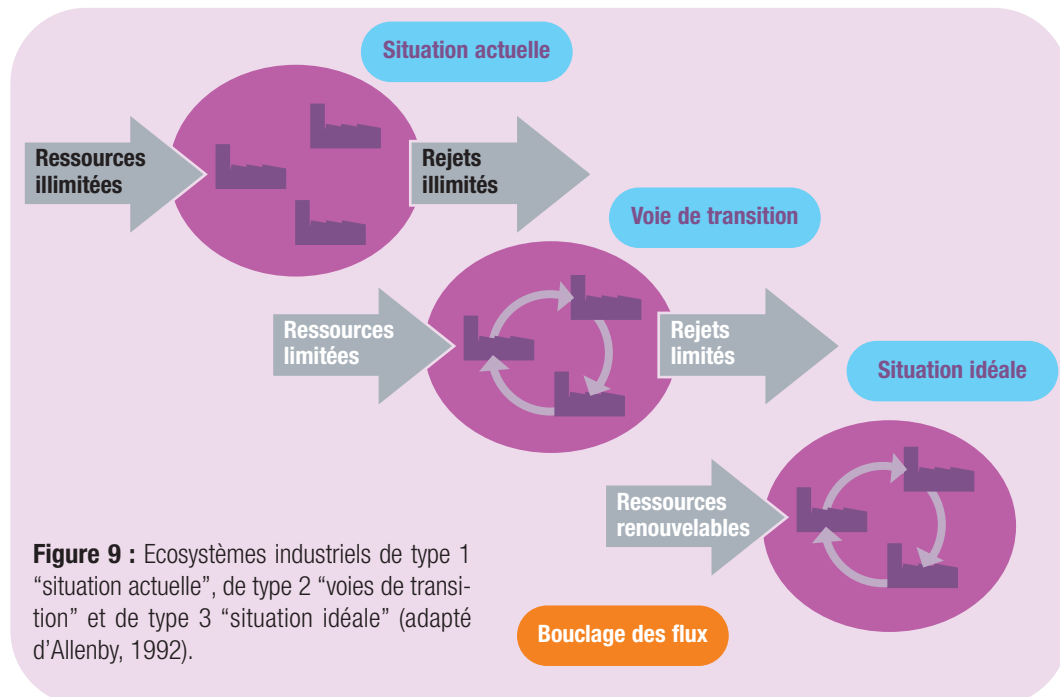 Situation actuelle
Ressources
illimitées
Rejets
illimités
Voie de transition
Ressources
limitées
Rejets
limités
Situation idéale
Ressources
renouvelables
Figure 9 : Ecosystèmes industriels de type 1
“situation actuelle”, de type 2 “voies de transi-
tion” et de type 3 “situation idéale” (adapté
d’Allenby, 1992).
Bouclage des flux